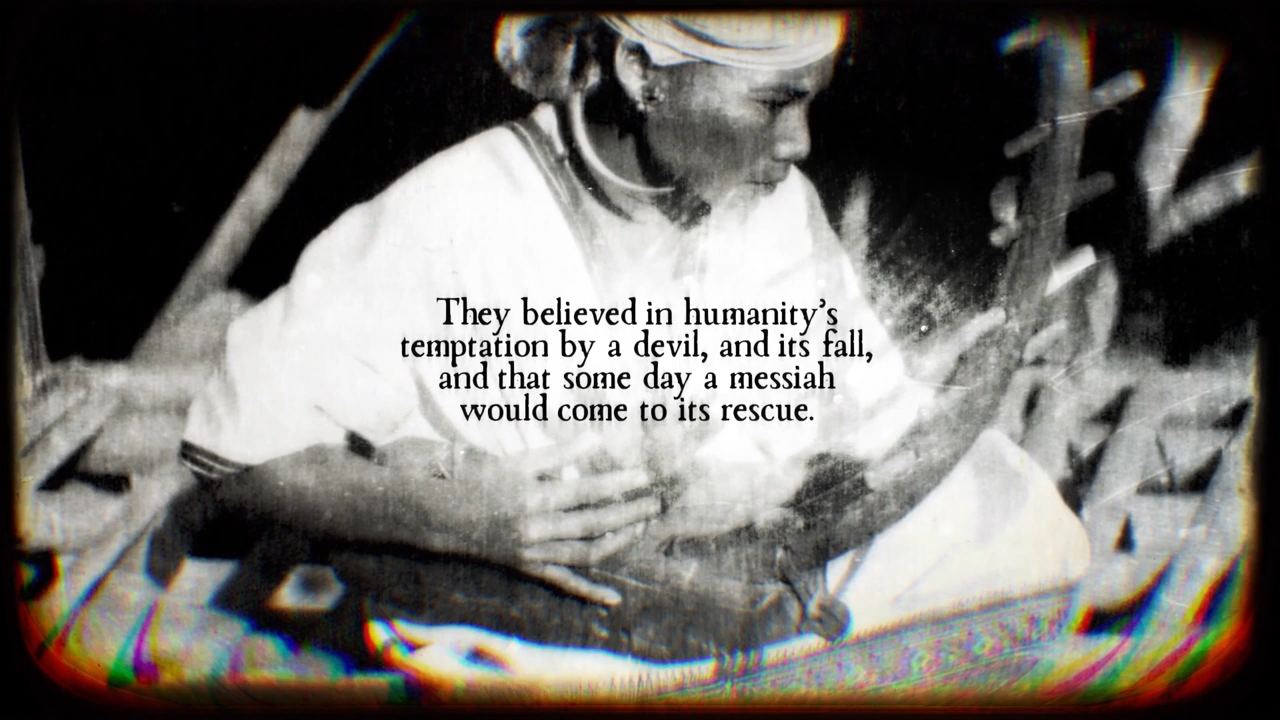 They believed in humanity's
temptation by a devil, and its fall,
and that some day a messiah
would come to its rescue.